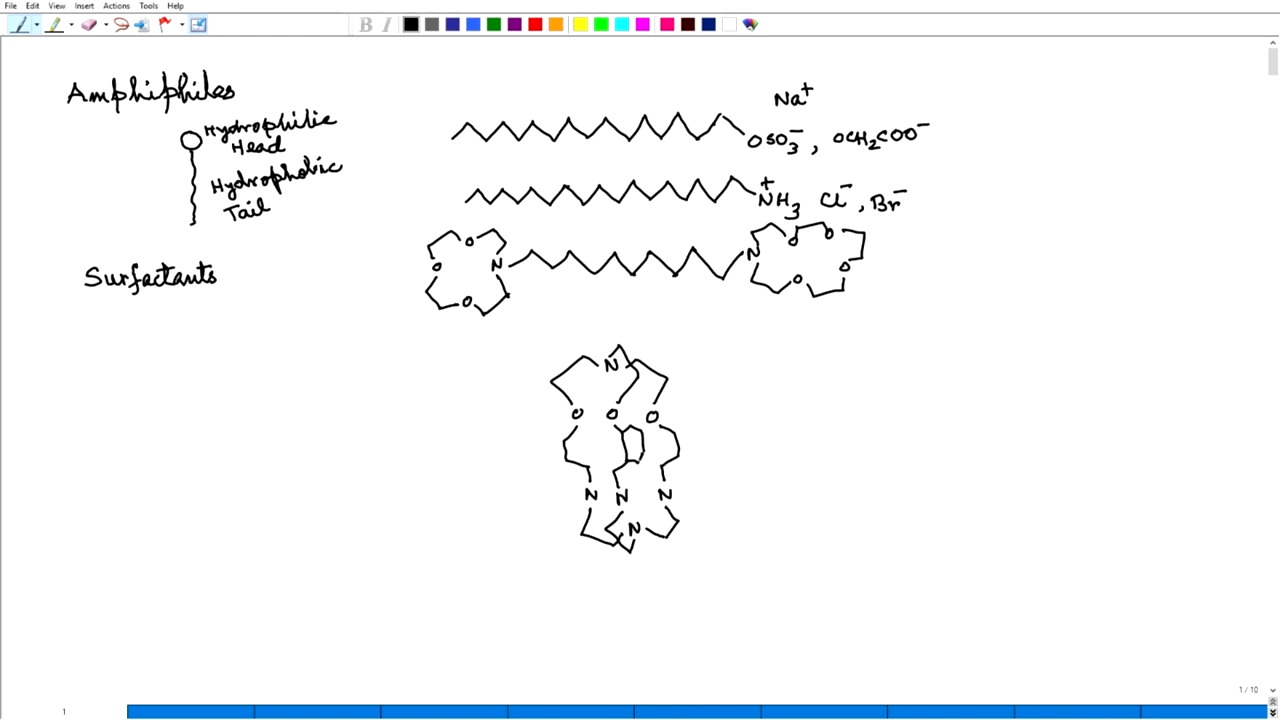 File Edit View Insert Actions Tools Help
B I
Amphiphiles
Hydrophilic
Head
Hydrophobic
Tail
Surfactants
Na+
OSO3−, OCH2COO−
+NH3 Cl−, Br−
O N O O
N O O O O
N
O O O
N N N
N
1 / 10
1